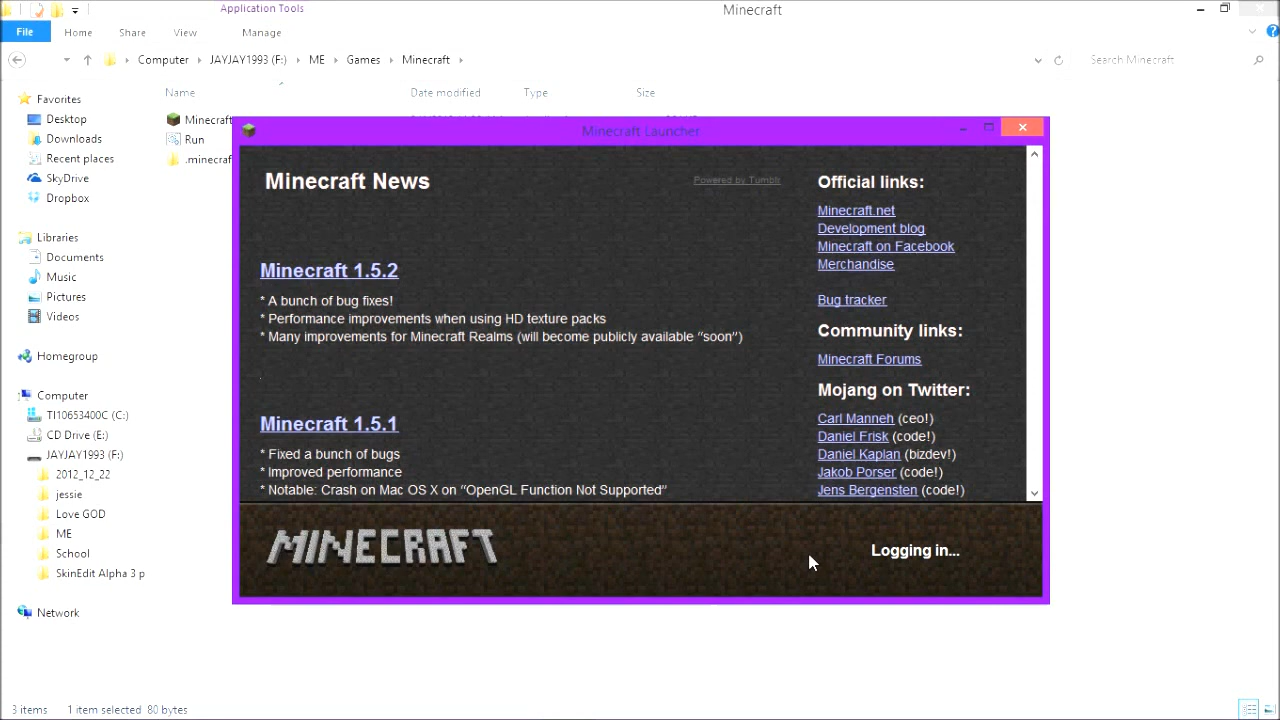 Application Tools
Minecraft
File
Home
Share
View
Manage
Computer
JAYJAY1993 (F:)
ME
Games
Minecraft
Search Minecraft
Name
Date modified
Type
Size
Favorites
Desktop
Downloads
Recent places
SkyDrive
Dropbox
Libraries
Documents
Music
Pictures
Videos
Homegroup
Computer
TI10653400C (C:)
CD Drive (E:)
JAYJAY1993 (F:)
2012_12_22
jessie
Love GOD
ME
School
SkinEdit Alpha 3 p
Network
Minecraft
Run
.minecraf
Minecraft Launcher
Minecraft News
Powered by Tumblr
Minecraft 1.5.2
* A bunch of bug fixes!
* Performance improvements when using HD texture packs
* Many improvements for Minecraft Realms (will become publicly available “soon”)
Minecraft 1.5.1
* Fixed a bunch of bugs
* Improved performance
* Notable: Crash on Mac OS X on “OpenGL Function Not Supported”
Official links:
Minecraft.net
Development blog
Minecraft on Facebook
Merchandise
Bug tracker
Community links:
Minecraft Forums
Mojang on Twitter:
Carl Manneh (ceo!)
Daniel Frisk (code!)
Daniel Kaplan (bizdev!)
Jakob Porser (code!)
Jens Bergensten (code!)
MINECRAFT
Logging in...
3 items
1 item selected 80 bytes